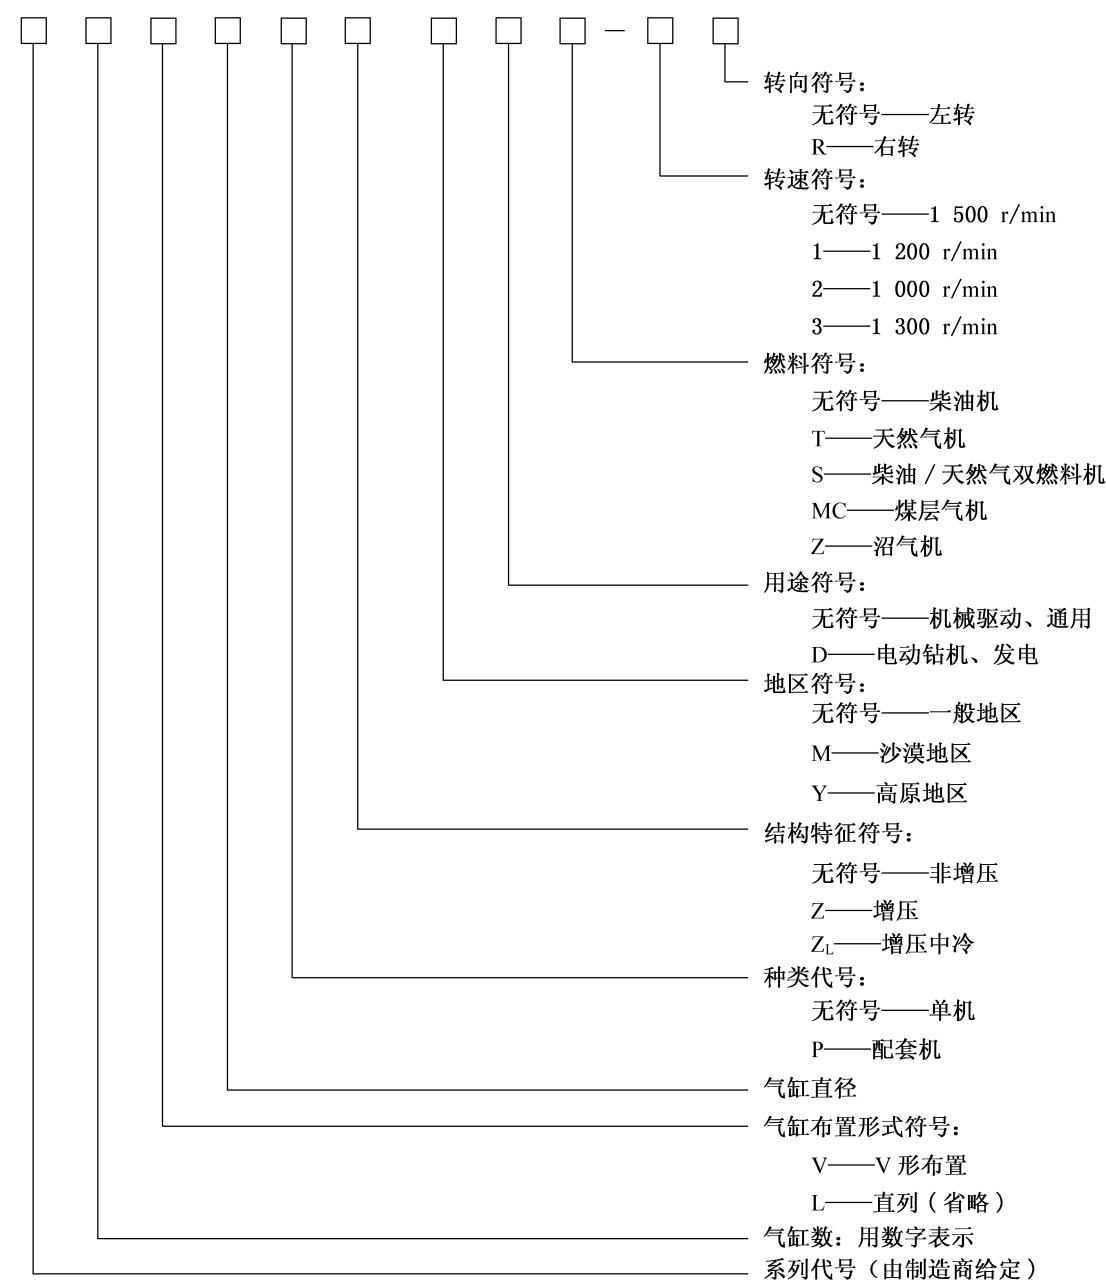 转向符号：
无符号——左转
R——右转
转速符号：
无符号——1 500 r/min
1——1 200 r/min
2——1 000 r/min
3——1 300 r/min
燃料符号：
无符号——柴油机
T——天然气机
S——柴油/天然气双燃料机
MC——煤层气机
Z——沼气机
用途符号：
无符号——机械驱动、通用
D——电动钻机、发电
地区符号：
无符号——一般地区
M——沙漠地区
Y——高原地区
结构特征符号：
无符号——非增压
Z——增压
Z_L——增压中冷
种类代号：
无符号——单机
P——配套机
气缸直径
气缸布置形式符号：
V——V 形布置
L——直列（省略）
气缸数：用数字表示
系列代号（由制造商给定）